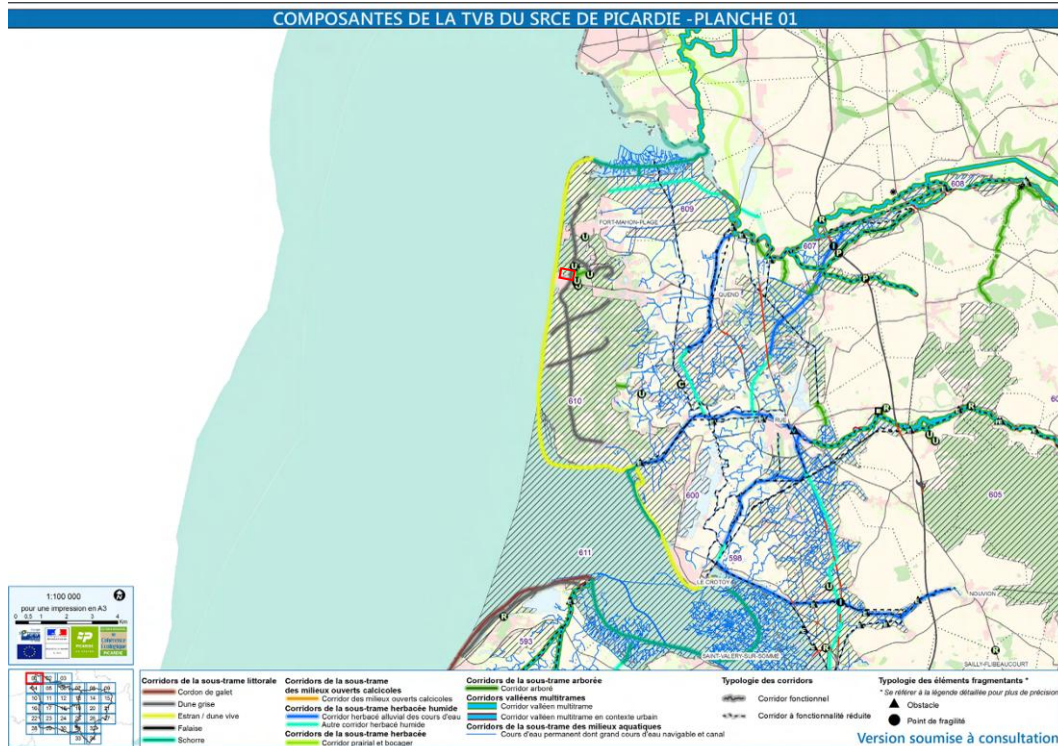 COMPOSANTES DE LA TVB DU SRCE DE PICARDIE -PLANCHE 01
608
609
FORT-MAHON-PLAGE
607
QUEND
610
RUE
600
608
611
598
LE CROTOY
NOUVION
593
SAINT-VALERY-SUR-SOMME
SAILLY-FLIBEAUCOURT
1:100 000
pour une impression en A3
0 0,5 1 2 3 4
Km
PICARDIE
Cohérence
Ecologique
PICARDIE
Corridors de la sous-trame littorale
Cordon de galet
Dune grise
Estran / dune vive
Falaise
Schorre
Corridors de la sous-trame
des milieux ouverts calcicoles
Corridor des milieux ouverts calcicoles
Corridors de la sous-trame herbacée humide
Corridor herbacé alluvial des cours d'eau
Autre corridor herbacé humide
Corridors de la sous-trame herbacée
Corridor prairial et bocager
Corridors de la sous-trame arborée
Corridor arboré
Corridors valléens multitrames
Corridor valléen multitrame
Corridor valléen multitrame en contexte urbain
Corridors de la sous-trame des milieux aquatiques
Cours d'eau permanent dont grand cours d'eau navigable et canal
Typologie des corridors
Corridor fonctionnel
Corridor à fonctionnalité réduite
Typologie des éléments fragmentants *
* Se référer à la légende détaillée pour plus de précision
Obstacle
Point de fragilité
Version soumise à consultation